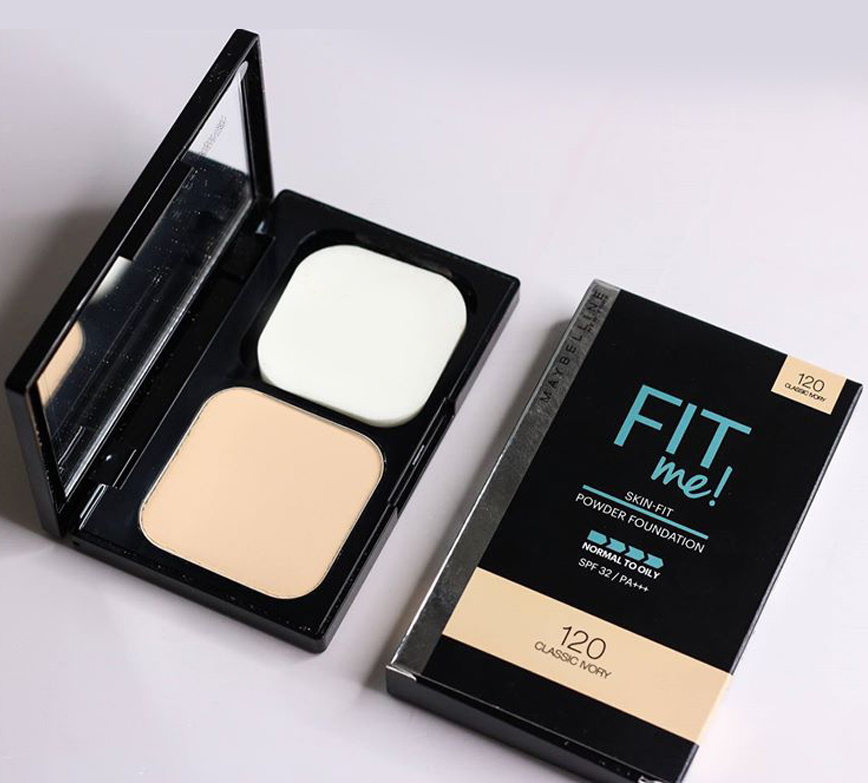 MAYBELLINE
120
CLASSIC IVORY
FIT
me!
SKIN-FIT
POWDER FOUNDATION
NORMAL TO OILY
SPF 32 / PA+++
120
CLASSIC IVORY